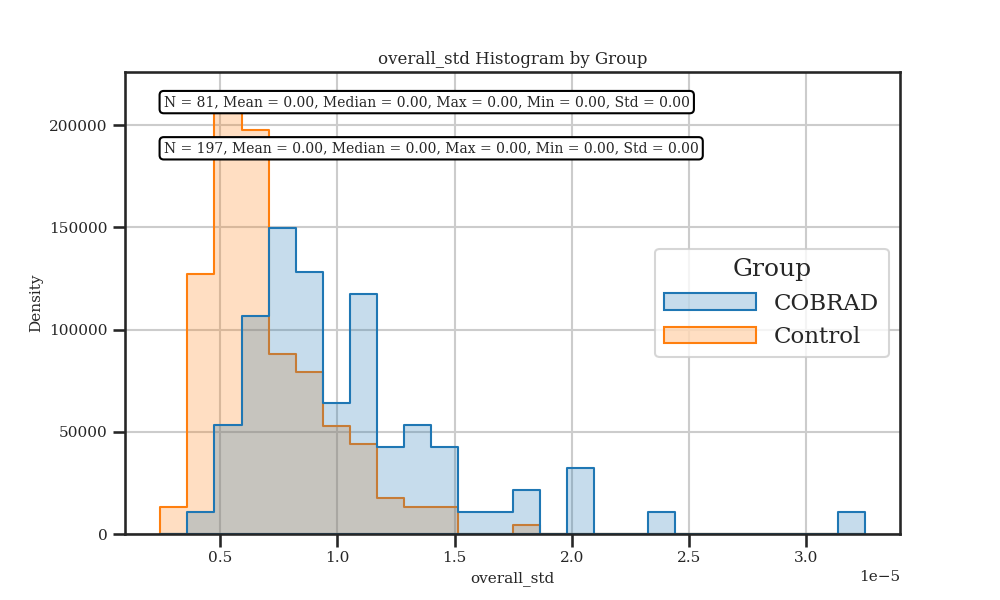 overall_std Histogram by Group
N = 81, Mean = 0.00, Median = 0.00, Max = 0.00, Min = 0.00, Std = 0.00
N = 197, Mean = 0.00, Median = 0.00, Max = 0.00, Min = 0.00, Std = 0.00
200000
150000
100000
50000
0
Density
Group
COBRAD
Control
0.5 1.0 1.5 2.0 2.5 3.0
1e−5
overall_std